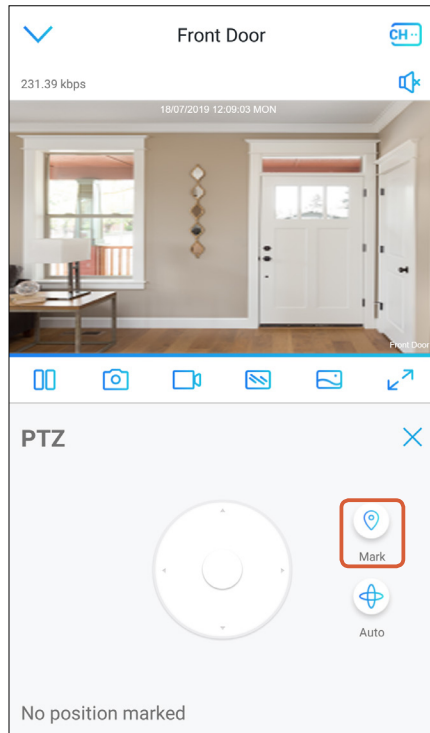 Front Door
CH
231.39 kbps
18/07/2019 12:09:03 MON
Front Door
PTZ
Mark
Auto
No position marked